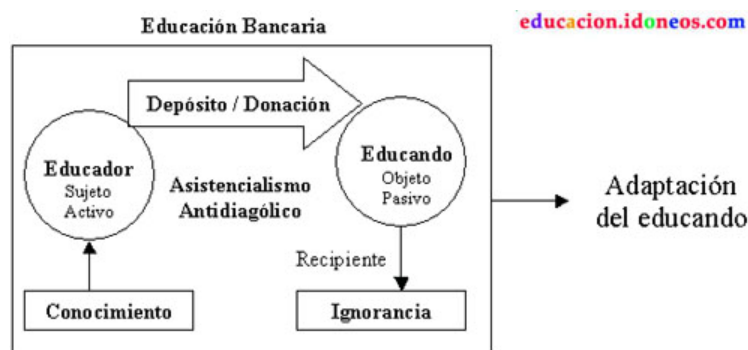 educacion.idoneos.com
Educación Bancaria
Depósito / Donación
Educador
Sujeto
Activo
Asistencialismo
Antidiagólico
Educando
Objeto
Pasivo
Adaptación
del educando
Recipiente
Conocimiento
Ignorancia